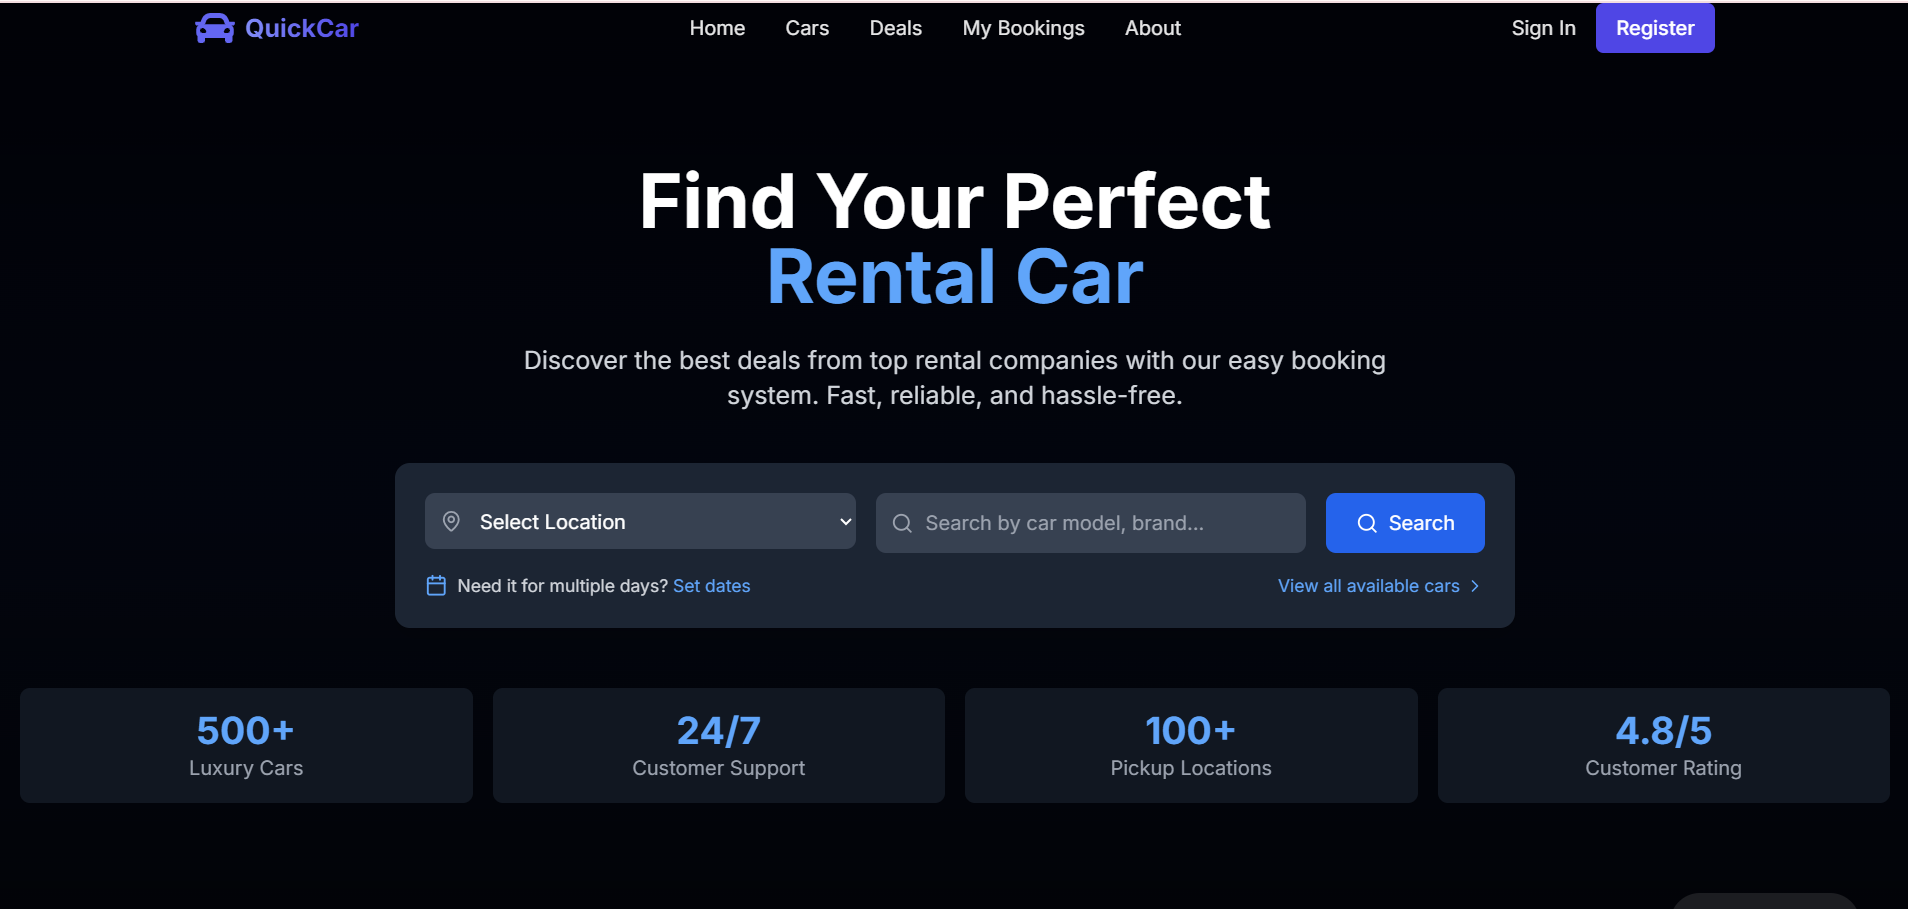 QuickCar
Home
Cars
Deals
My Bookings
About
Sign In
Register
Find Your Perfect
Rental Car
Discover the best deals from top rental companies with our easy booking
system. Fast, reliable, and hassle-free.
Select Location
Search by car model, brand...
Search
Need it for multiple days? Set dates
View all available cars
500+
Luxury Cars
24/7
Customer Support
100+
Pickup Locations
4.8/5
Customer Rating